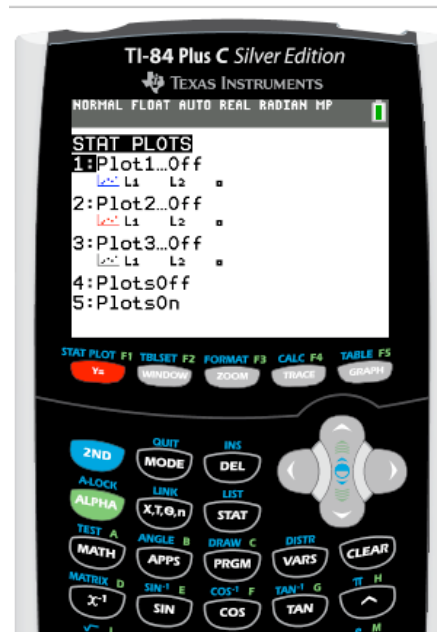 TI-84 Plus C Silver Edition
TEXAS INSTRUMENTS
NORMAL FLOAT AUTO REAL RADIAN MP
STAT PLOTS
1:Plot1…Off
L1 L2
2:Plot2…Off
L1 L2
3:Plot3…Off
L1 L2
4:PlotsOff
5:PlotsOn
STAT PLOT F1 TBLSET F2 FORMAT F3 CALC F4 TABLE F5
Y= WINDOW ZOOM TRACE GRAPH
QUIT INS
2ND MODE DEL
A-LOCK LINK LIST
ALPHA X,T,Θ,n STAT
TEST A ANGLE B DRAW C DISTR
MATH APPS PRGM VARS CLEAR
MATRIX D SIN-1 E COS-1 F TAN-1 G π H
x-1 SIN COS TAN ^